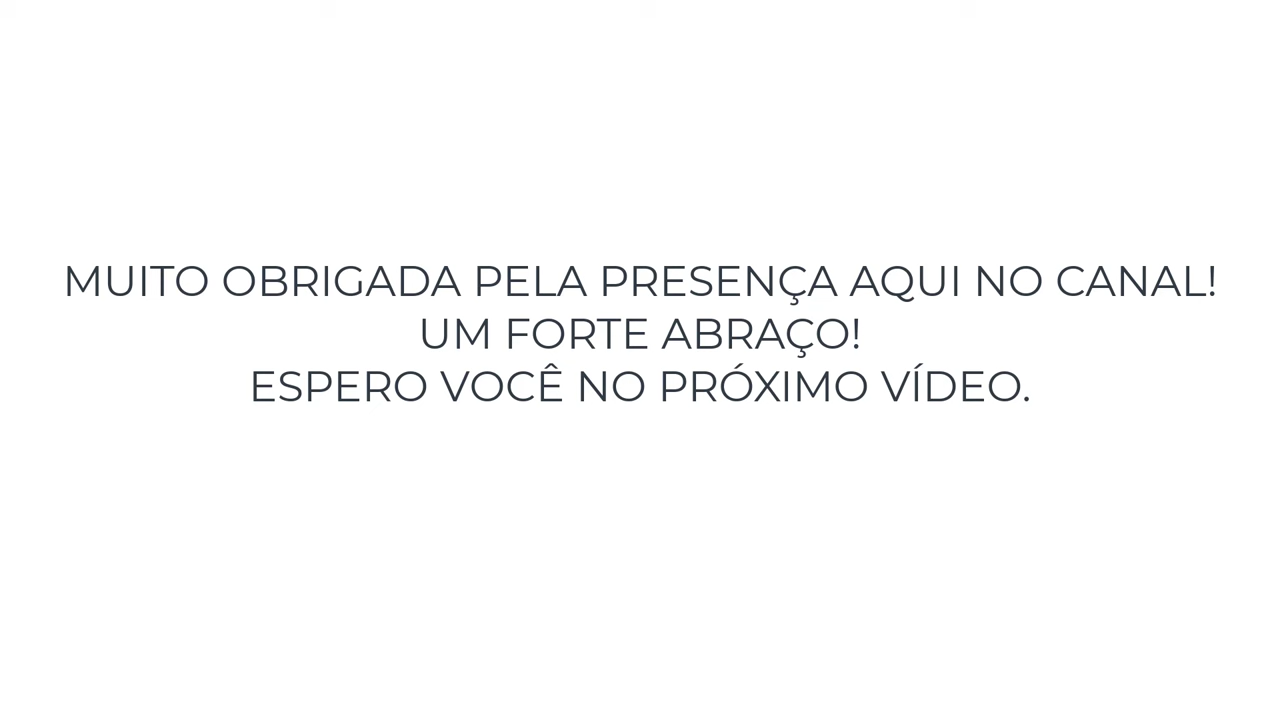 MUITO OBRIGADA PELA PRESENÇA AQUI NO CANAL!
UM FORTE ABRAÇO!
ESPERO VOCÊ NO PRÓXIMO VÍDEO.